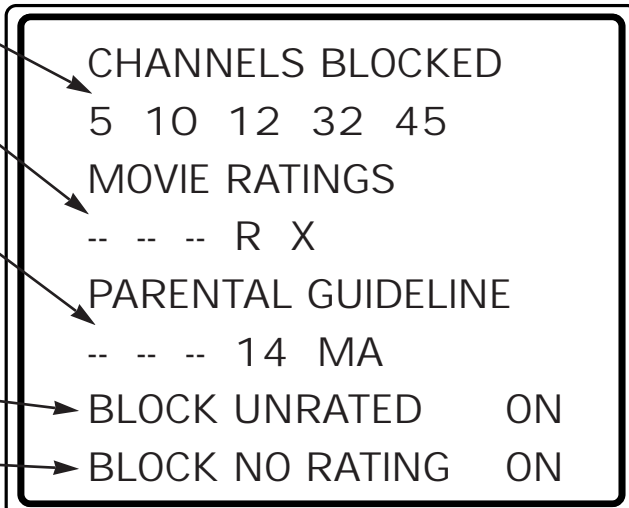 CHANNELS BLOCKED
5 10 12 32 45
MOVIE RATINGS
-- -- -- R X
PARENTAL GUIDELINE
-- -- -- 14 MA
BLOCK UNRATED ON
BLOCK NO RATING ON